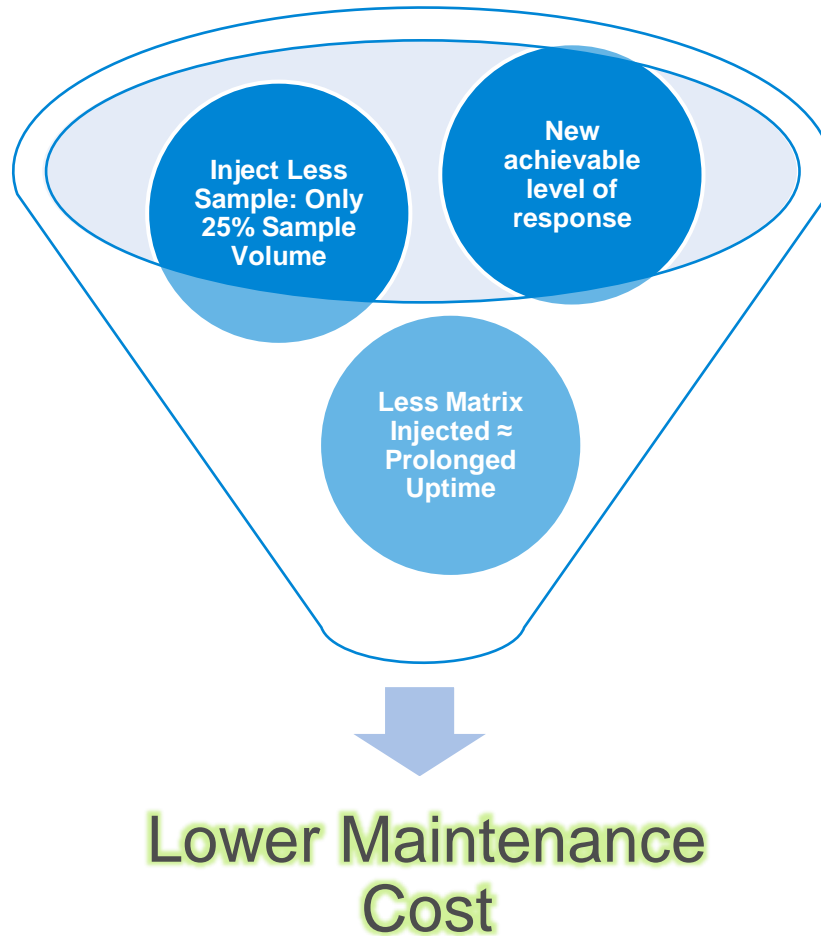 Inject Less
Sample: Only
25% Sample
Volume
New
achievable
level of
response
Less Matrix
Injected ≈
Prolonged
Uptime
Lower Maintenance
Cost